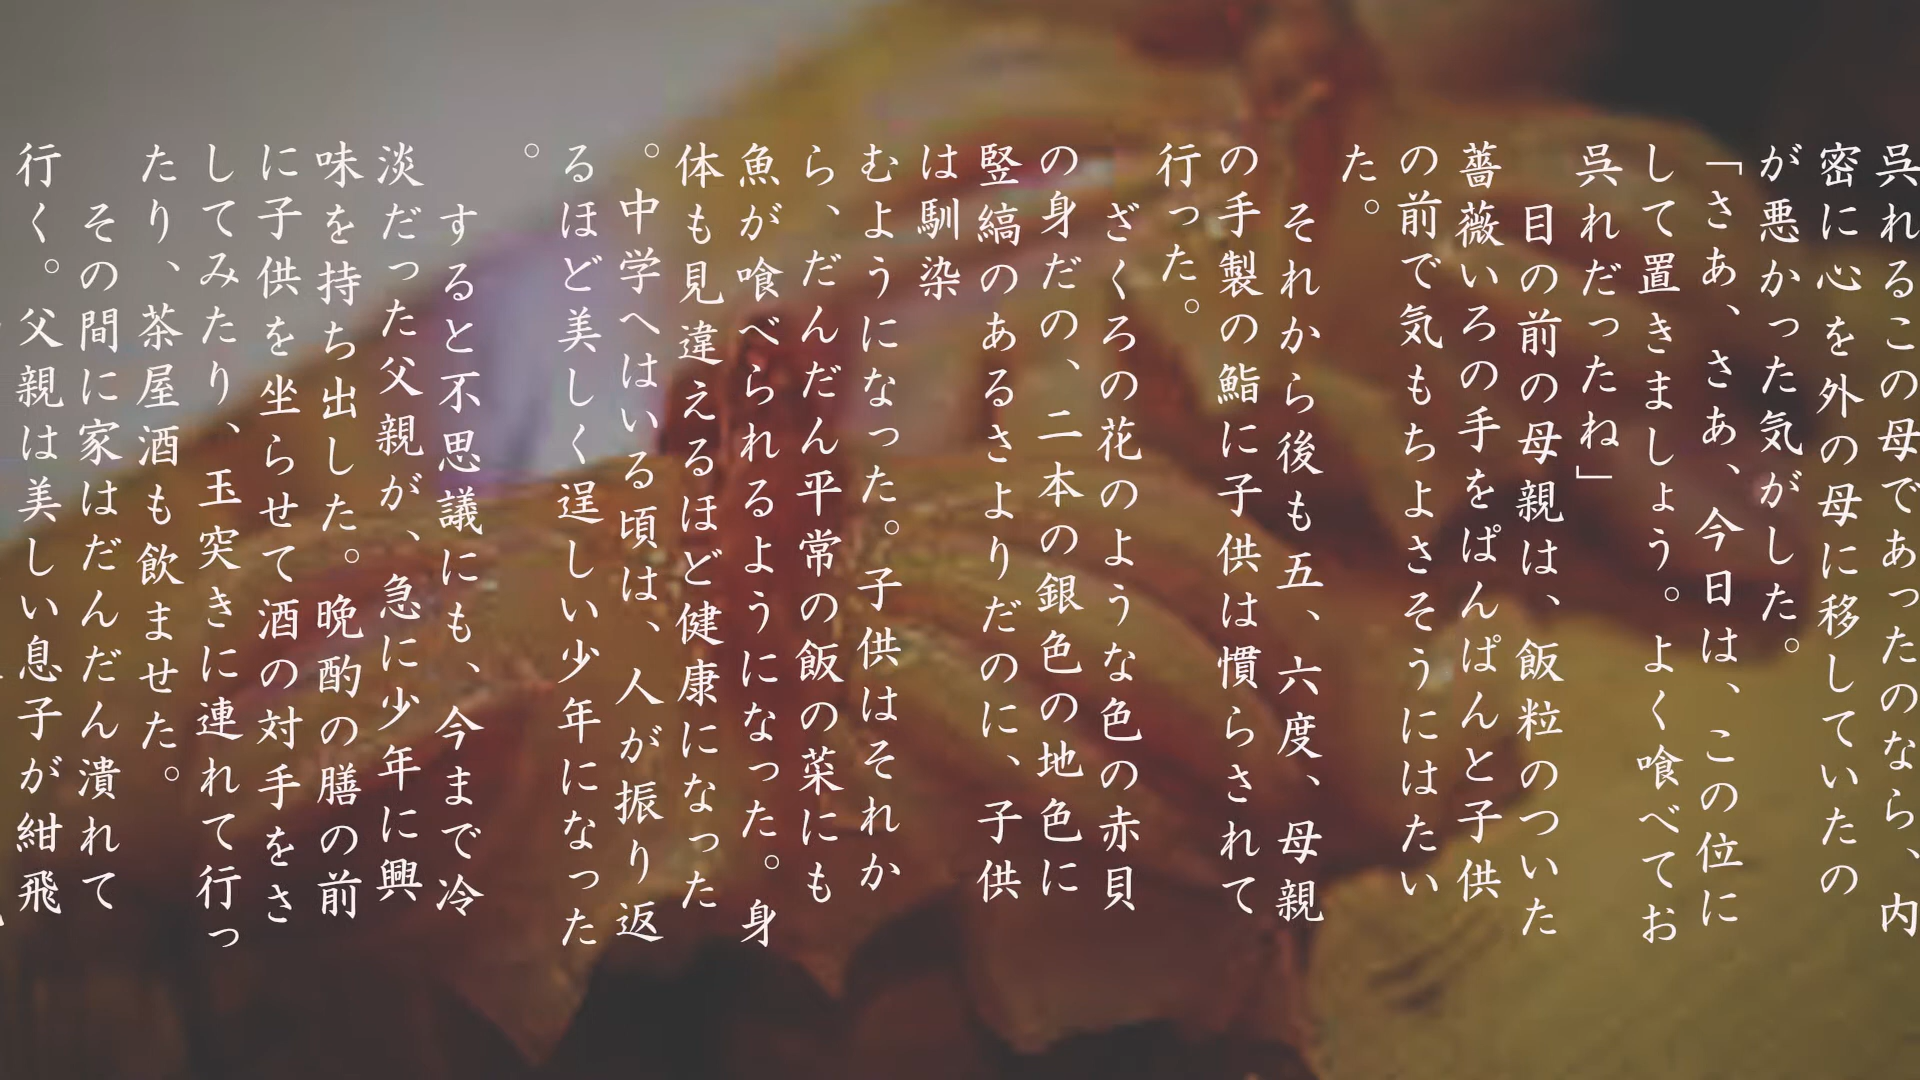 呉れるこの母であったのなら、内
密に心を外の母に移していたの
が悪かった気がした。
「さあ、さあ、今日は、この位に
して置きましょう。よく喰べてお
呉れだったね」
目の前の母親は、飯粒のついた
薔薇いろの手をぱんぱんと子供
の前で気もちよさそうにはたい
た。
それから後も五、六度、母親
の手製の鮨に子供は慣らされて
行った。
ざくろの花のような色の赤貝
の身だの、二本の銀色の地色に
竪縞のあるさよりだのに、子供
は馴染
むようになった。子供はそれか
ら、だんだん平常の飯の菜にも
魚が喰べられるようになった。身
体も見違えるほど健康になった
。中学へはいる頃は、人が振り返
るほど美しく逞しい少年になった
。
すると不思議にも、今まで冷
淡だった父親が、急に少年に興
味を持ち出した。晩酌の膳の前
に子供を坐らせて酒の対手をさ
してみたり、玉突きに連れて行っ
たり、茶屋酒も飲ませた。
その間に家はだんだん潰れて
行く。父親は美しい息子が紺飛